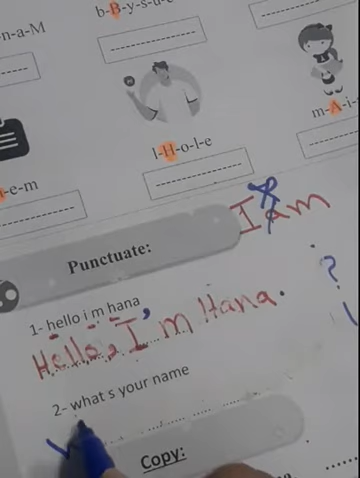 -n-a-M
b-B-y-s-
l-H-o-l-e
m-A-i-
-e-m
I am
Punctuate:
?
1- hello i m hana
Hello, I'm Hana.
2- what s your name
Copy: